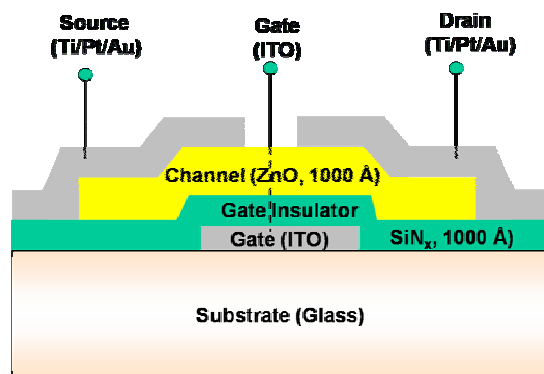 Source
(Ti/Pt/Au)
Gate
(ITO)
Drain
(Ti/Pt/Au)
Channel (ZnO, 1000 Å)
Gate Insulator
Gate (ITO)
SiNx, 1000 Å)
Substrate (Glass)